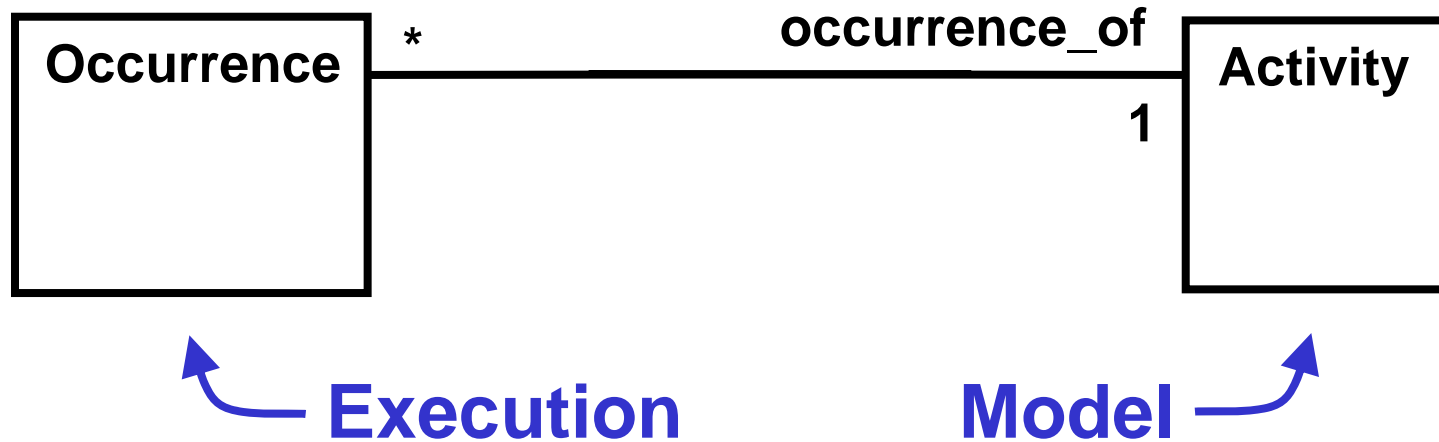 occurrence_of
*
Occurrence
Activity
1
Execution
Model